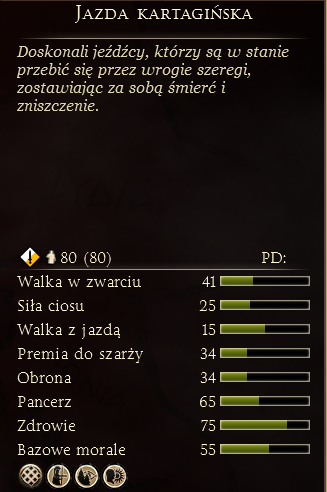 Jazda kartagińska
Doskonali jeźdźcy, którzy są w stanie
przebić się przez wrogie szeregi,
zostawiając za sobą śmierć i
zniszczenie.
80 (80) PD:
Walka w zwarciu 41
Siła ciosu 25
Walka z jazdą 15
Premia do szarży 34
Obrona 34
Pancerz 65
Zdrowie 75
Bazowe morale 55